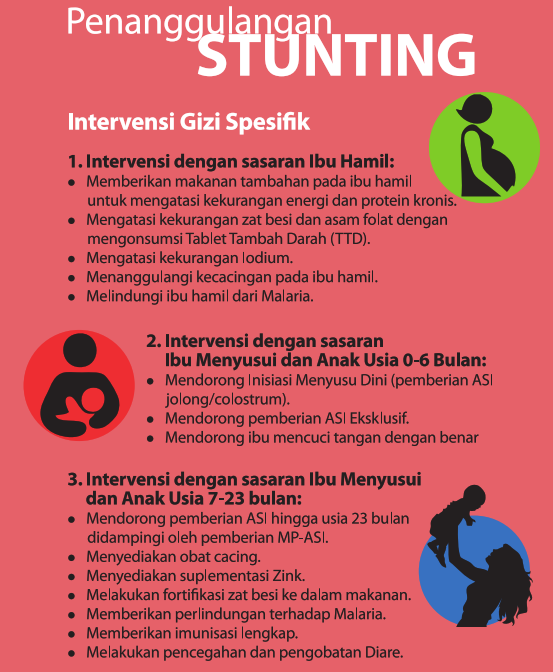 Penanggulangan
STUNTING
Intervensi Gizi Spesifik
1. Intervensi dengan sasaran Ibu Hamil:
• Memberikan makanan tambahan pada ibu hamil
untuk mengatasi kekurangan energi dan protein kronis.
• Mengatasi kekurangan zat besi dan asam folat dengan
mengonsumsi Tablet Tambah Darah (TTD).
• Mengatasi kekurangan Iodium.
• Menanggulangi kecacingan pada ibu hamil.
• Melindungi ibu hamil dari Malaria.
2. Intervensi dengan sasaran
Ibu Menyusui dan Anak Usia 0-6 Bulan:
• Mendorong Inisiasi Menyusu Dini (pemberian ASI
jolong/colostrum).
• Mendorong pemberian ASI Eksklusif.
• Mendorong ibu mencuci tangan dengan benar
3. Intervensi dengan sasaran Ibu Menyusui
dan Anak Usia 7-23 bulan:
• Mendorong pemberian ASI hingga usia 23 bulan
didampingi oleh pemberian MP-ASI.
• Menyediakan obat cacing.
• Menyediakan suplementasi Zink.
• Melakukan fortifikasi zat besi ke dalam makanan.
• Memberikan perlindungan terhadap Malaria.
• Memberikan imunisasi lengkap.
• Melakukan pencegahan dan pengobatan Diare.